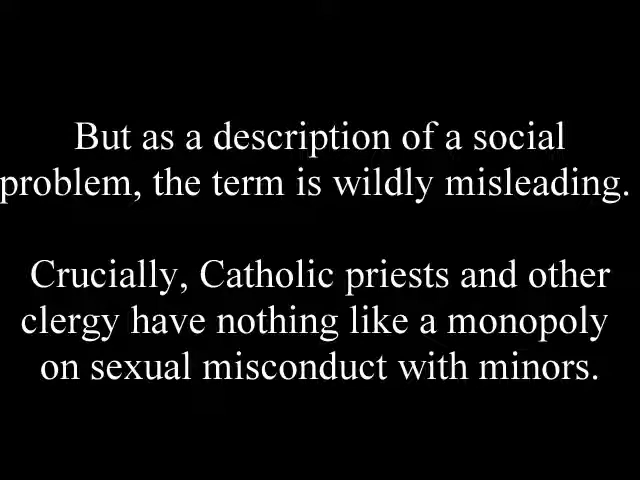 But as a description of a social
problem, the term is wildly misleading.
Crucially, Catholic priests and other
clergy have nothing like a monopoly
on sexual misconduct with minors.